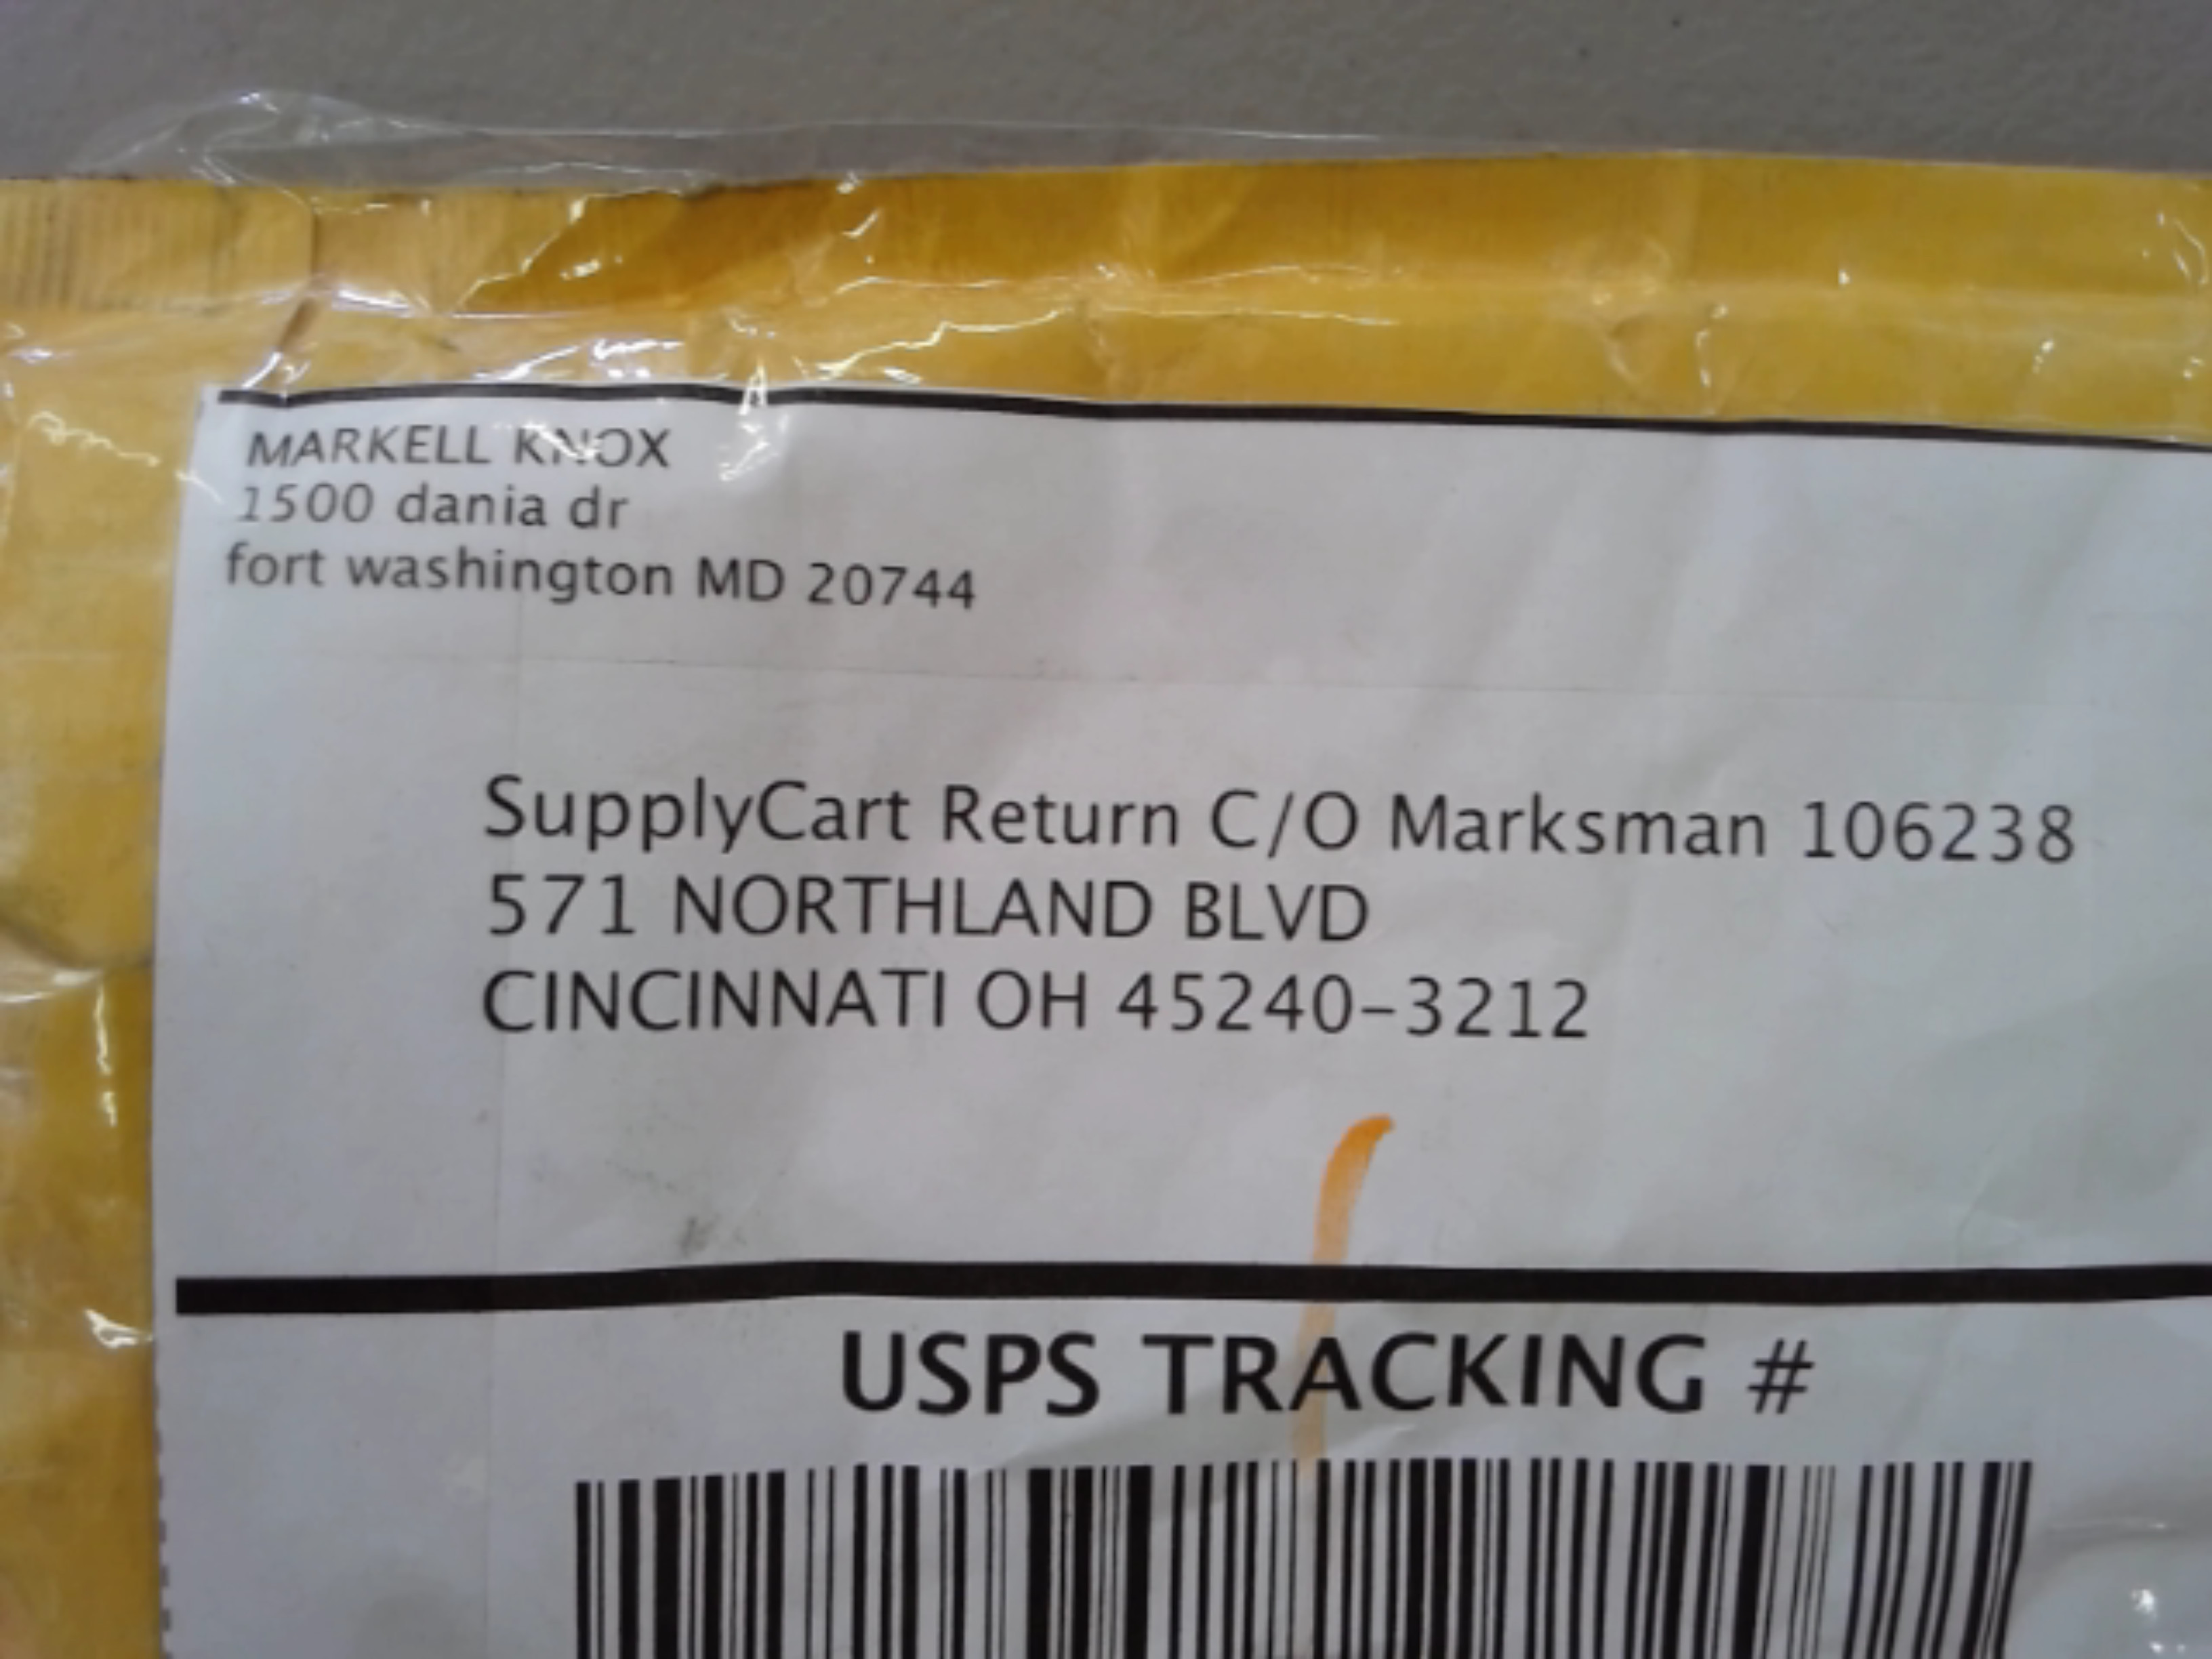 MARKELL KNOX
1500 dania dr
fort washington MD 20744
SupplyCart Return C/O Marksman 106238
571 NORTHLAND BLVD
CINCINNATI OH 45240-3212
USPS TRACKING #